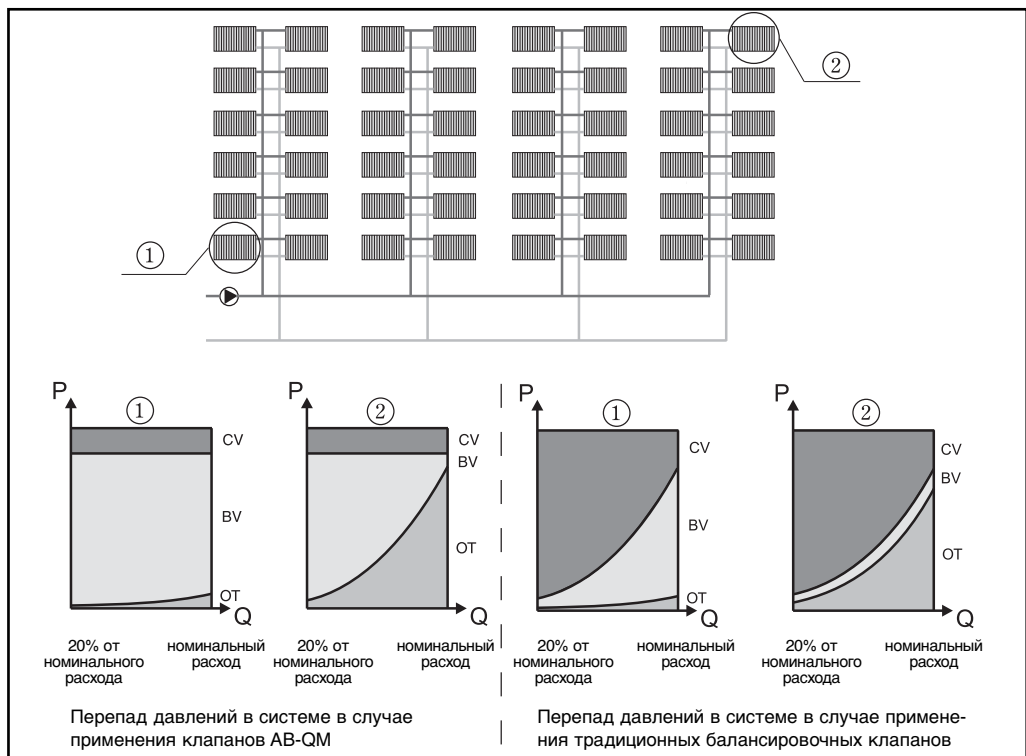 ②
①
P
①
CV
BV
OT
Q
20% от
номинального
расхода
номинальный
расход
P
②
CV
BV
OT
Q
20% от
номинального
расхода
номинальный
расход
Перепад давлений в системе в случае
применения клапанов AB-QM
P
①
CV
BV
OT
Q
20% от
номинального
расхода
номинальный
расход
P
②
CV
BV
OT
Q
20% от
номинального
расхода
номинальный
расход
Перепад давлений в системе в случае примене-
ния традиционных балансировочных клапанов